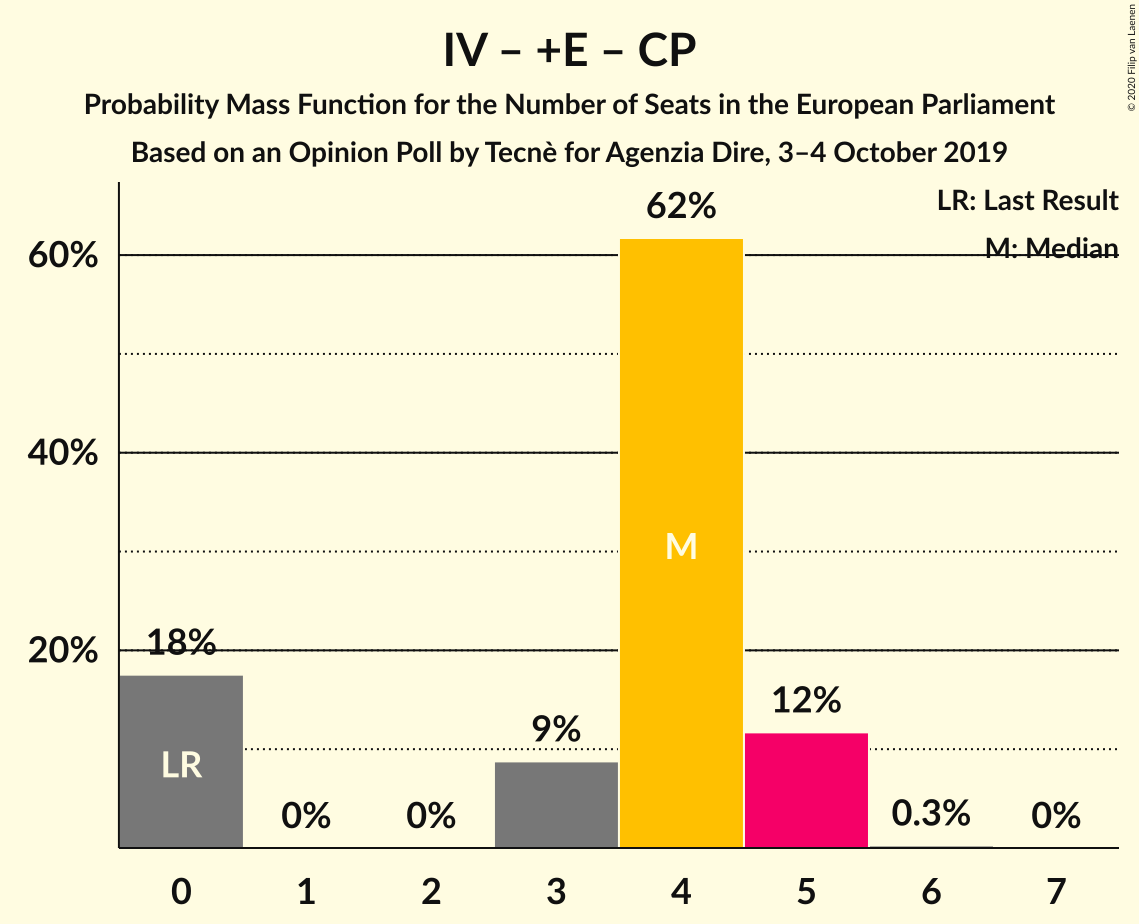 IV – +E – CP
Probability Mass Function for the Number of Seats in the European Parliament
Based on an Opinion Poll by Tecnè for Agenzia Dire, 3–4 October 2019
© 2020 Filip van Laenen
LR: Last Result
M: Median
60%
40%
20%
18%
0%
0%
9%
62%
12%
0.3%
0%
LR
M
0 1 2 3 4 5 6 7